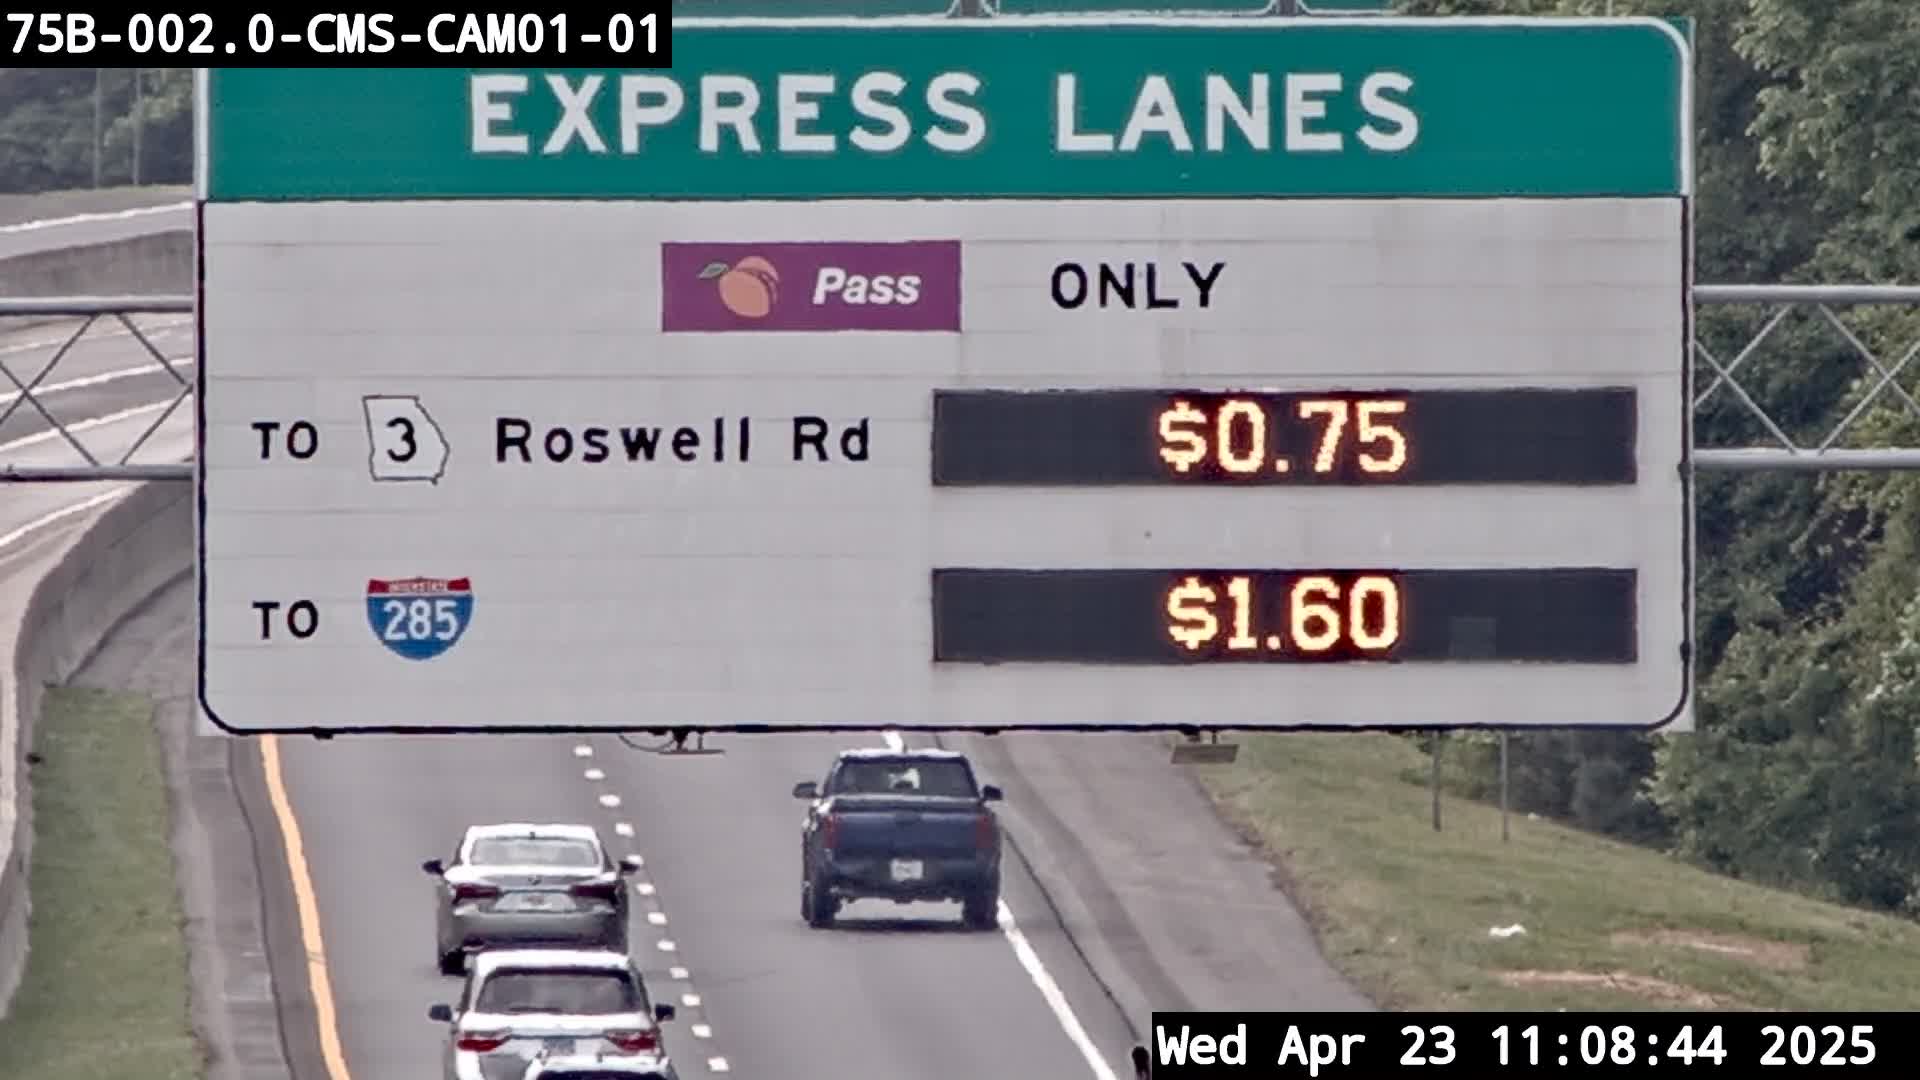 75B-002.0-CMS-CAM01-01
EXPRESS LANES
Pass ONLY
TO 3 Roswell Rd $0.75
INTERSTATE
TO 285 $1.60
Wed Apr 23 11:08:44 2025